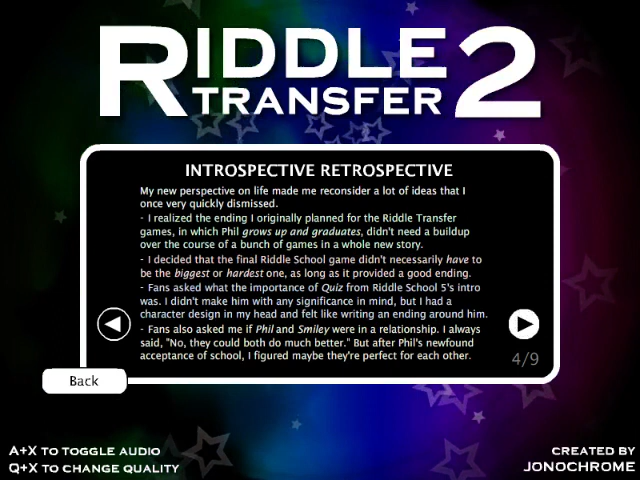 RIDDLE
TRANSFER 2
INTROSPECTIVE RETROSPECTIVE
My new perspective on life made me reconsider a lot of ideas that I
once very quickly dismissed.
- I realized the ending I originally planned for the Riddle Transfer
games, in which Phil grows up and graduates, didn't need a buildup
over the course of a bunch of games in a whole new story.
- I decided that the final Riddle School game didn't necessarily have to
be the biggest or hardest one, as long as it provided a good ending.
- Fans asked what the importance of Quiz from Riddle School 5's intro
was. I didn't make him with any significance in mind, but I had a
character design in my head and felt like writing an ending around him.
- Fans also asked me if Phil and Smiley were in a relationship. I always
said, "No, they could both do much better." But after Phil's newfound
acceptance of school, I figured maybe they're perfect for each other.
4/9
Back
A+X TO TOGGLE AUDIO
Q+X TO CHANGE QUALITY
CREATED BY
JONOCHROME